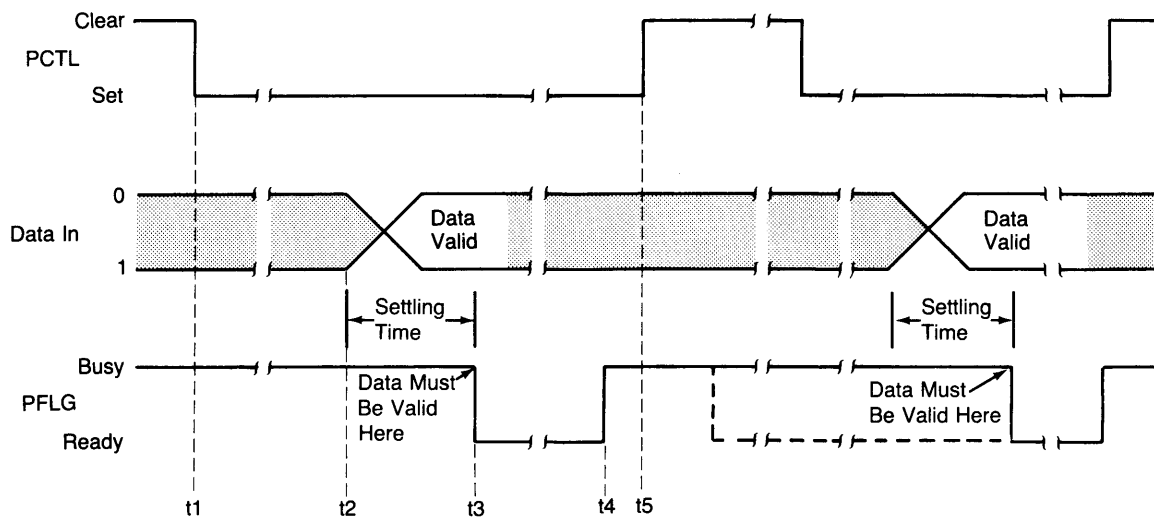 Clear
PCTL
Set
0
Data In
1
Data
Valid
Data
Valid
Settling
Time
Settling
Time
Busy
PFLG
Ready
Data Must
Be Valid
Here
Data Must
Be Valid Here
t1
t2
t3
t4
t5